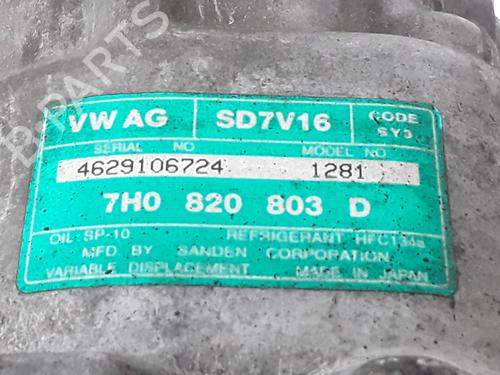 B-PARTS
VW AG SD7V16 CODE SY3
SERIAL NO MODEL NO
4629106724 1281
7H0 820 803 D
OIL SP-10 REFRIGERANT HFC134a
MFD BY SANDEN CORPORATION
VARIABLE DISPLACEMENT MADE IN JAPAN